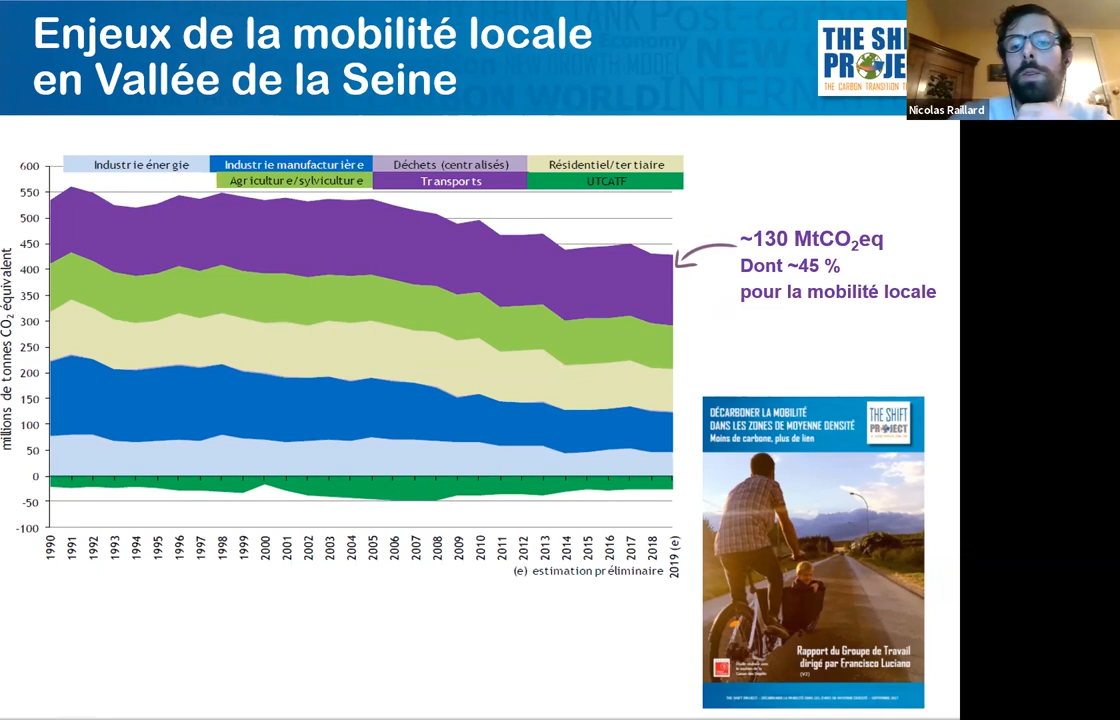 Enjeux de la mobilité locale
en Vallée de la Seine
THE SHI
PR JE
THE CARBON TRANSITION T
Nicolas Raillard
Industrie énergie
Industrie manufacturière
Déchets (centralisés)
Résidentiel/tertiaire
Agriculture/sylviculture
Transports
UTCATF
millions de tonnes CO2 équivalent
600
550
500
450
400
350
300
250
200
150
100
50
0
-50
-100
1990
1991
1992
1993
1994
1995
1996
1997
1998
1999
2000
2001
2002
2003
2004
2005
2006
2007
2008
2009
2010
2011
2012
2013
2014
2015
2016
2017
2018
2019 (e)
(e) estimation préliminaire
~130 MtCO2eq
Dont ~45 %
pour la mobilité locale
DÉCARBONER LA MOBILITÉ
DANS LES ZONES DE MOYENNE DENSITÉ
Moins de carbone, plus de lien
THE SHIFT
PR JECT
Rapport du Groupe de Travail
dirigé par Francisco Luciano
(V2)